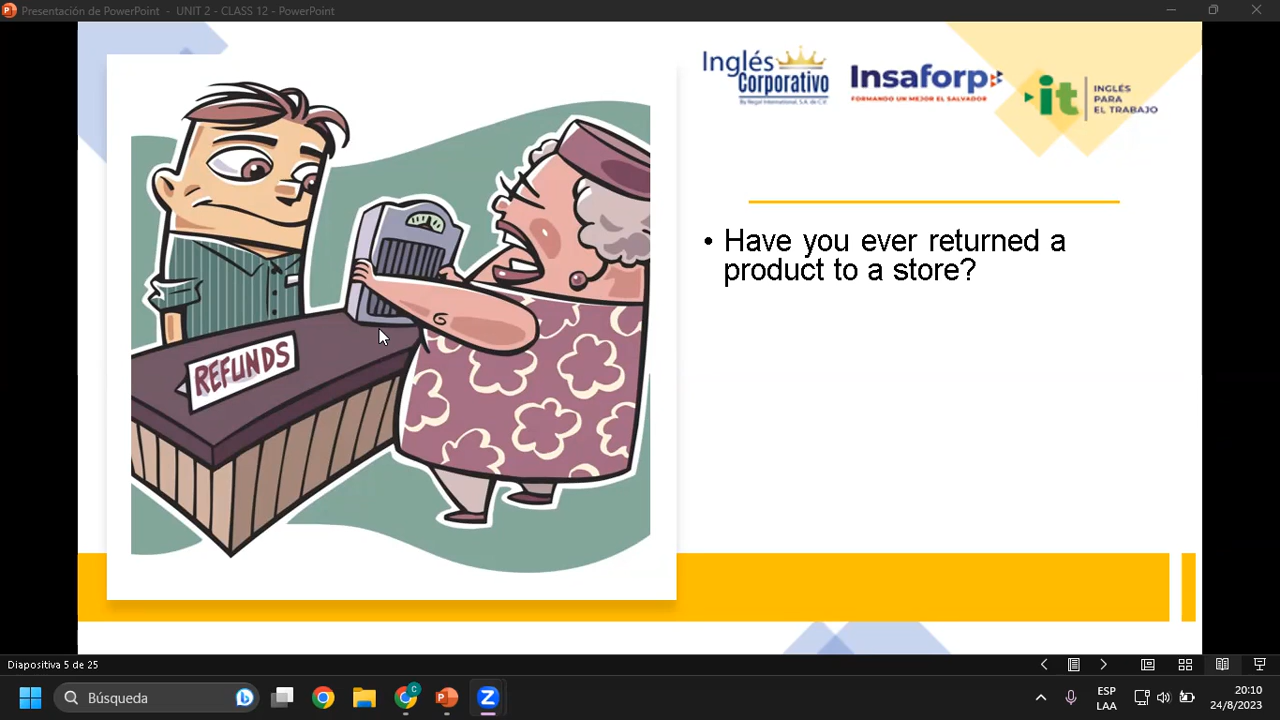 Presentación de PowerPoint - UNIT 2 - CLASS 12 - PowerPoint
Inglés
Corporativo
By Regal International, S.A. de C.V.
Insaforp
FORMANDO UN MEJOR EL SALVADOR
it
INGLÉS
PARA
EL TRABAJO
• Have you ever returned a
product to a store?
REFUNDS
Diapositiva 5 de 25
Búsqueda
ESP
LAA
20:10
24/8/2023